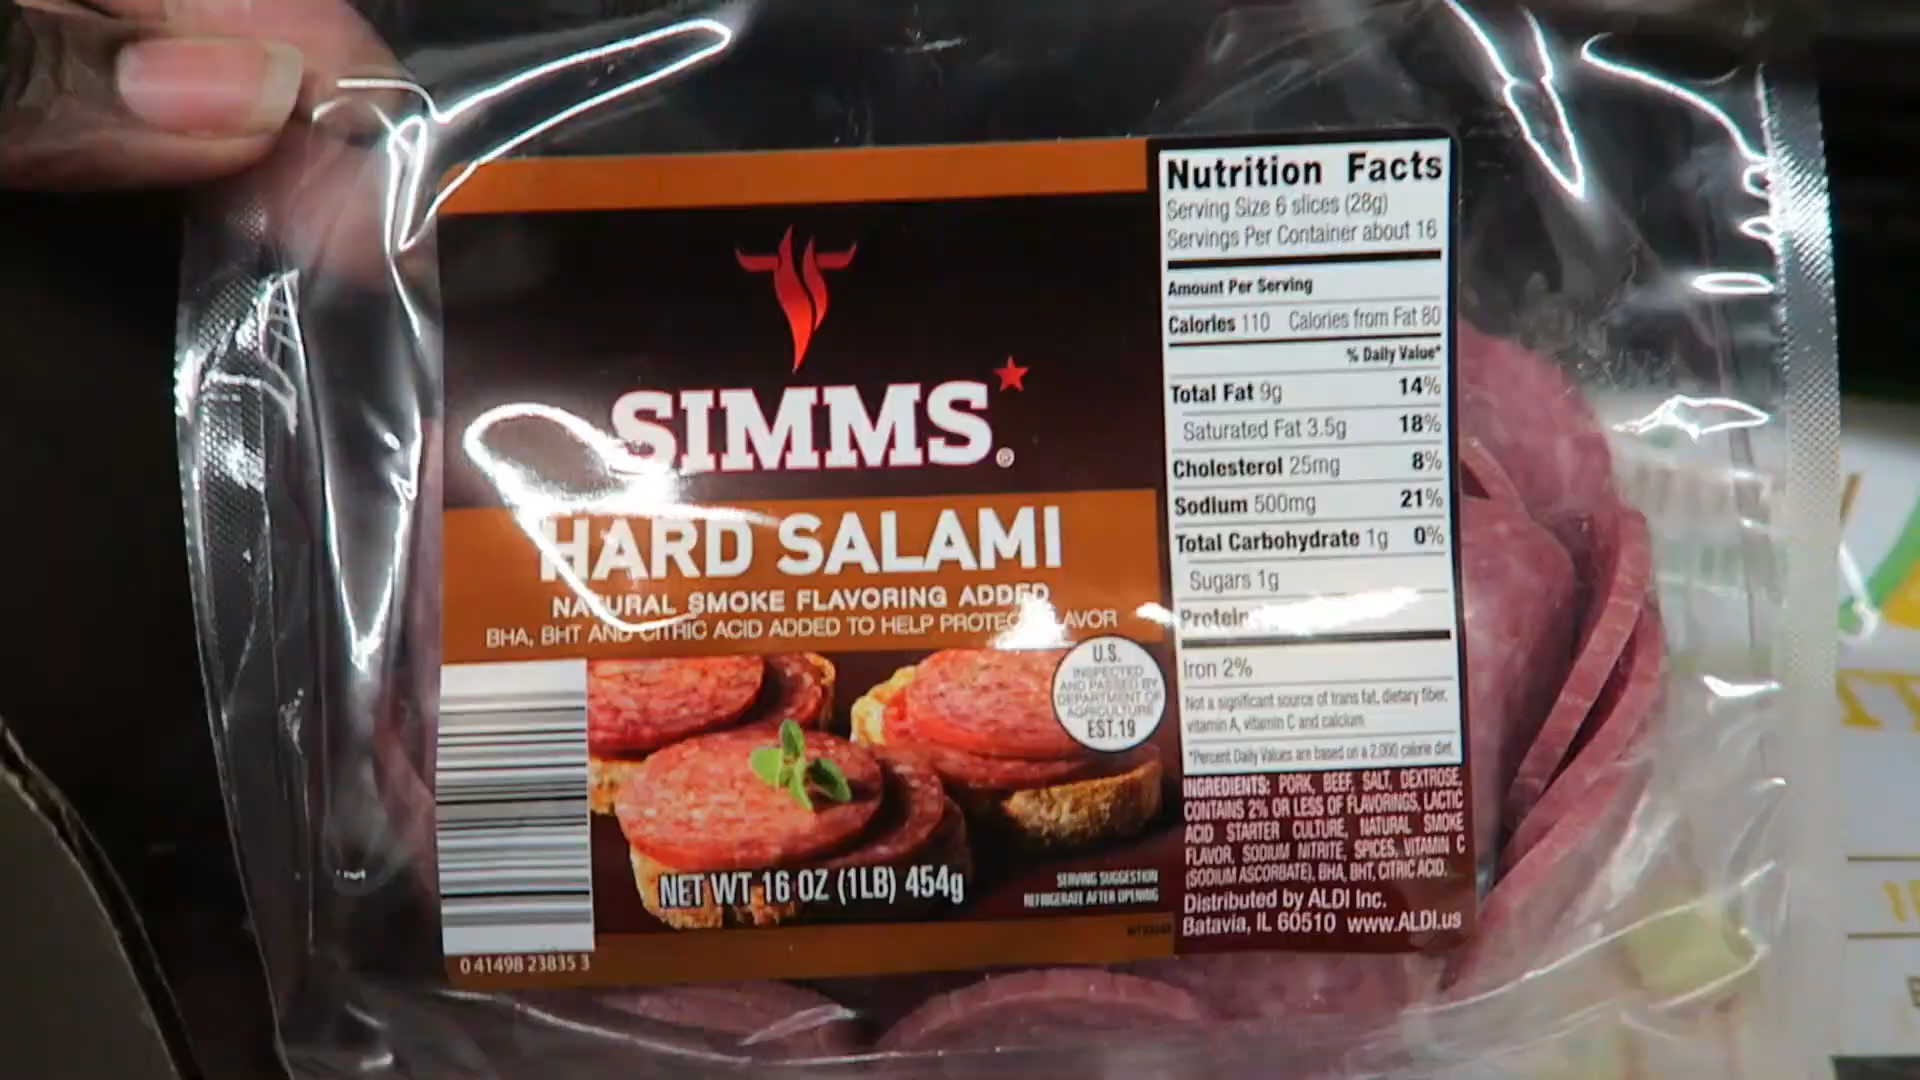 SIMMS®
HARD SALAMI
NATURAL SMOKE FLAVORING ADDED
BHA, BHT AND CITRIC ACID ADDED TO HELP PROTECT FLAVOR
U.S.
INSPECTED
AND PASSED BY
DEPARTMENT OF
AGRICULTURE
EST.19
NET WT 16 OZ (1LB) 454g
SERVING SUGGESTION
REFRIGERATE AFTER OPENING
0 41498 23835 3
Nutrition Facts
Serving Size 6 slices (28g)
Servings Per Container about 16
Amount Per Serving
Calories 110 Calories from Fat 80
% Daily Value*
Total Fat 9g 14%
Saturated Fat 3.5g 18%
Cholesterol 25mg 8%
Sodium 500mg 21%
Total Carbohydrate 1g 0%
Sugars 1g
Protein
Iron 2%
Not a significant source of trans fat, dietary fiber,
vitamin A, vitamin C and calcium
*Percent Daily Values are based on a 2,000 calorie diet.
INGREDIENTS: PORK, BEEF, SALT, DEXTROSE,
CONTAINS 2% OR LESS OF FLAVORINGS, LACTIC
ACID STARTER CULTURE, NATURAL SMOKE
FLAVOR, SODIUM NITRITE, SPICES, VITAMIN C
(SODIUM ASCORBATE), BHA, BHT, CITRIC ACID.
Distributed by ALDI Inc.
Batavia, IL 60510 www.ALDI.us